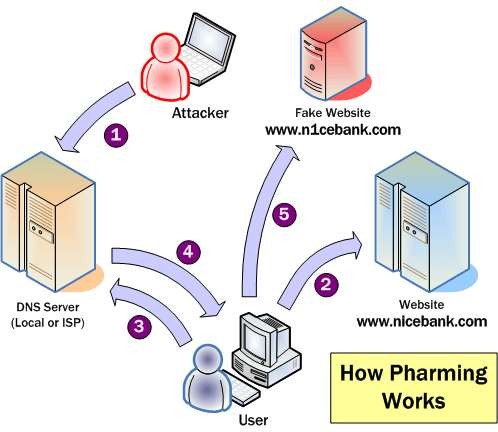 Attacker
Fake Website
www.n1cebank.com
1
5
4
2
DNS Server
(Local or ISP)
3
Website
www.nicebank.com
User
How Pharming
Works